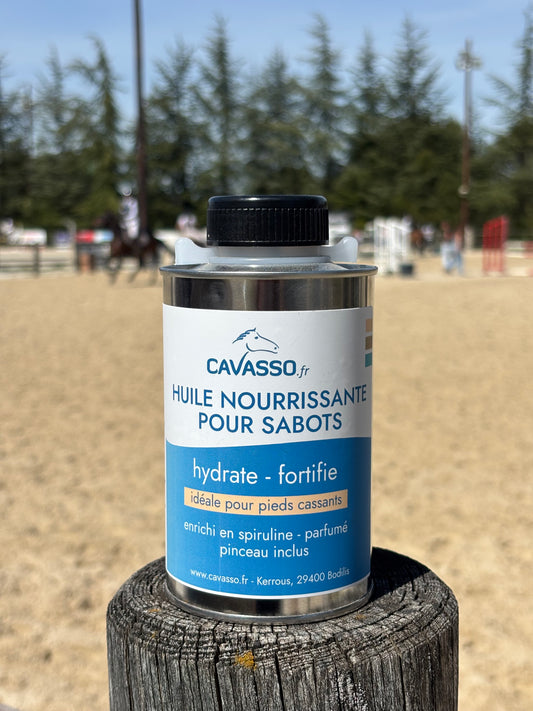 CAVASSO.fr
HUILE NOURRISSANTE
POUR SABOTS
hydrate - fortifie
idéale pour pieds cassants
enrichi en spiruline - parfumé
pinceau inclus
www.cavasso.fr - Kerrous, 29400 Bodilis